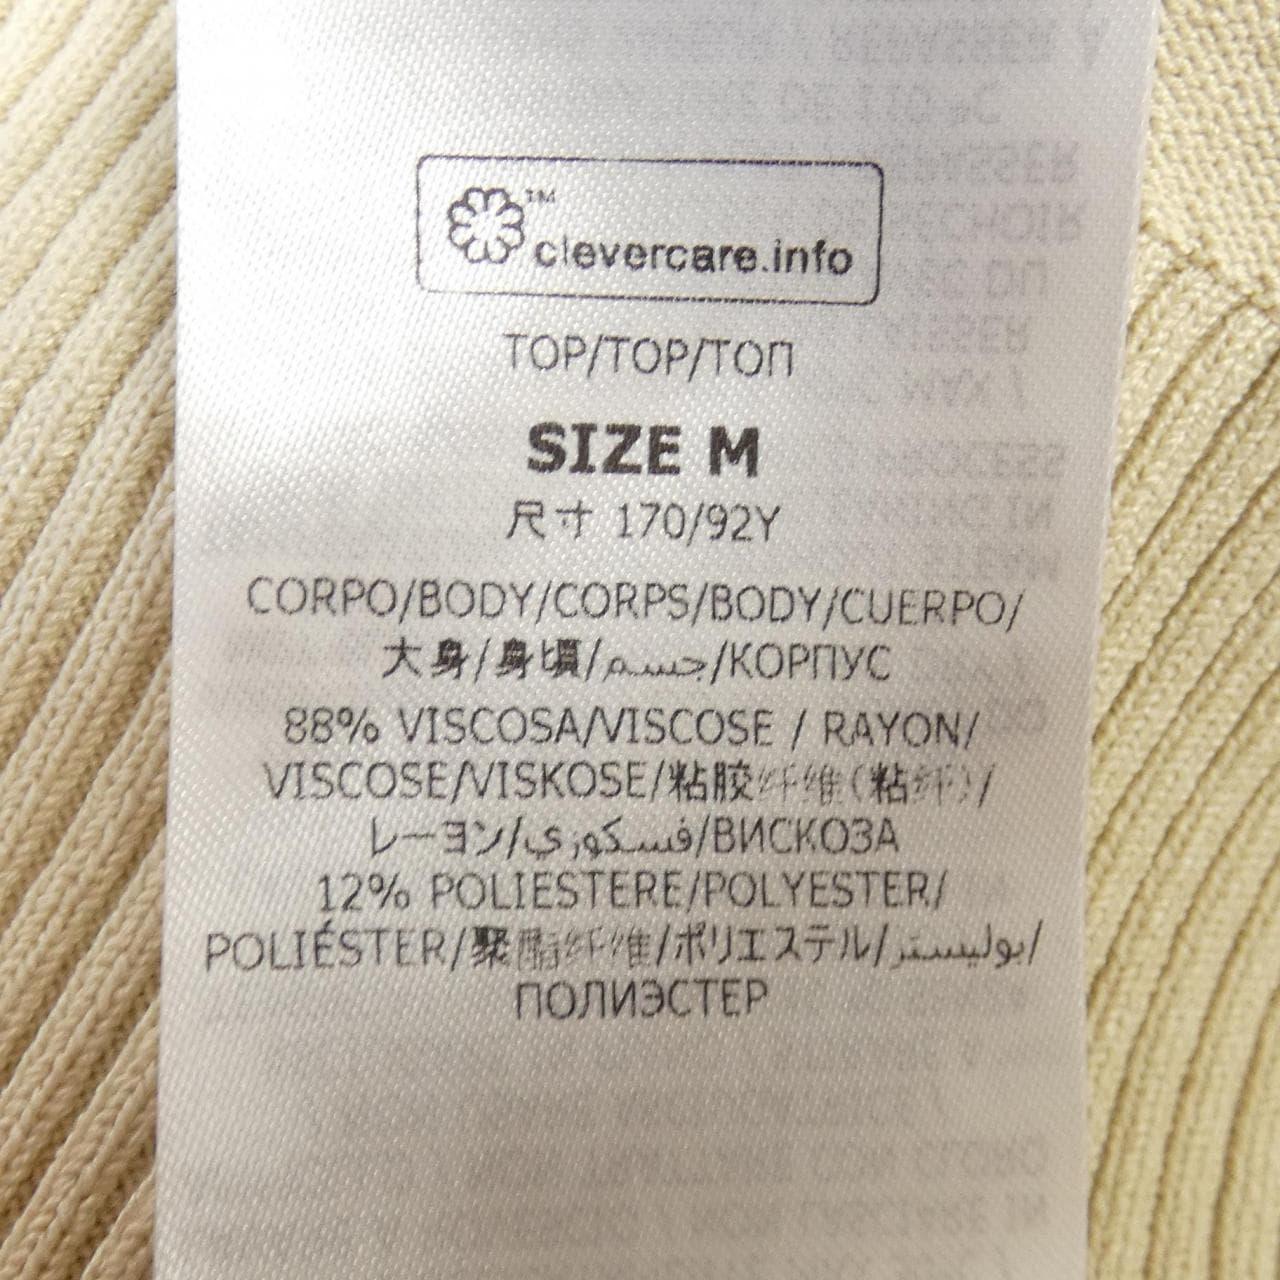 ™
clevercare.info
TOP/TOP/ТОП
SIZE M
尺寸 170/92Y
CORPO/BODY/CORPS/BODY/CUERPO/
大身/身頃/جسم/КОРПУС
88% VISCOSA/VISCOSE / RAYON/
VISCOSE/VISKOSE/粘胶纤维(粘纤)/
レーヨン/فسكوزي/ВИСКОЗА
12% POLIESTERE/POLYESTER/
POLIÉSTER/聚酯纤维/ポリエステル/بوليستر/
ПОЛИЭСТЕР